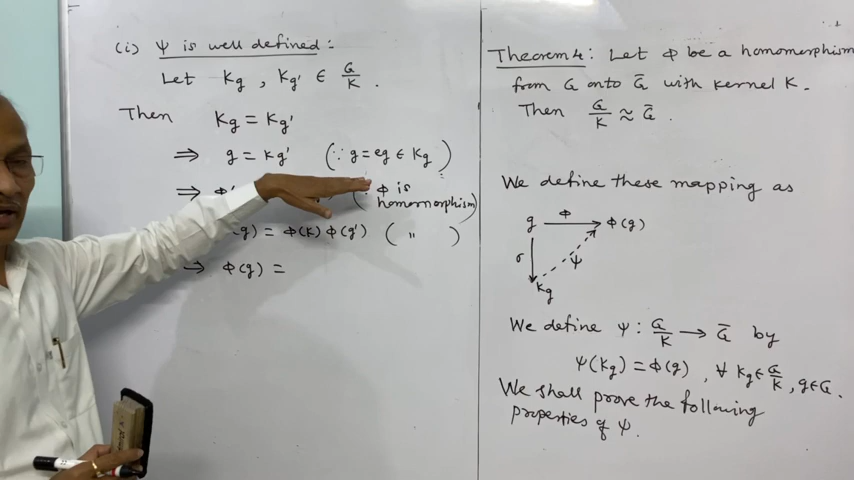 (i) Ψ is well defined :
Let Kg , Kg' ∈ G/K .
Then Kg = Kg'
⇒ g = kg' (∵ g = eg ∈ Kg)
⇒ Φ (∵ Φ is homomorphism)
g) = Φ(k) Φ(g') ( " )
⇒ Φ(g) =
Theorem 4 : Let Φ be a homomorphism
from G onto G̅ with kernel K.
Then G/K ≈ G̅ .
We define these mapping as
g Φ Φ(g)
σ Ψ
Kg
We define Ψ : G/K → G̅ by
Ψ(Kg) = Φ(g) , ∀ Kg ∈ G/K , g ∈ G.
We shall prove the following
properties of Ψ.